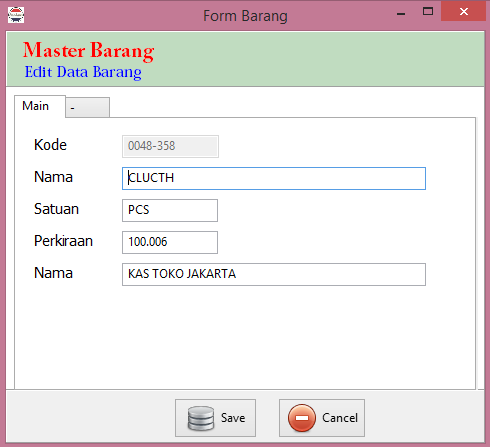 Form Barang
Master Barang
Edit Data Barang
Main -
Kode 0048-358
Nama CLUCTH
Satuan PCS
Perkiraan 100.006
Nama KAS TOKO JAKARTA
Save Cancel